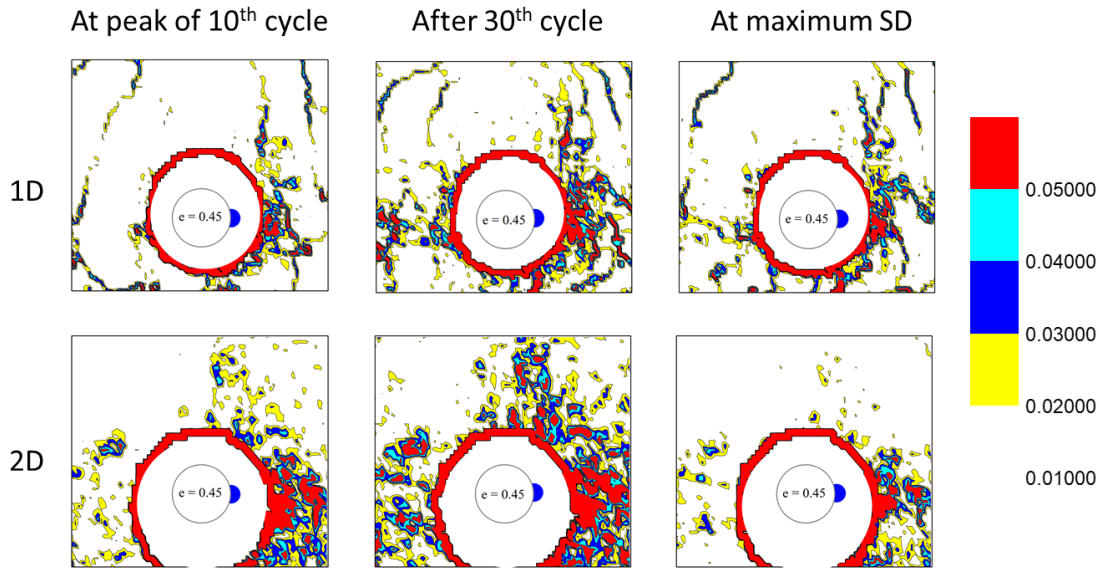 At peak of 10th cycle
After 30th cycle
At maximum SD
1D
e = 0.45
e = 0.45
e = 0.45
0.05000
0.04000
0.03000
0.02000
0.01000
2D
e = 0.45
e = 0.45
e = 0.45